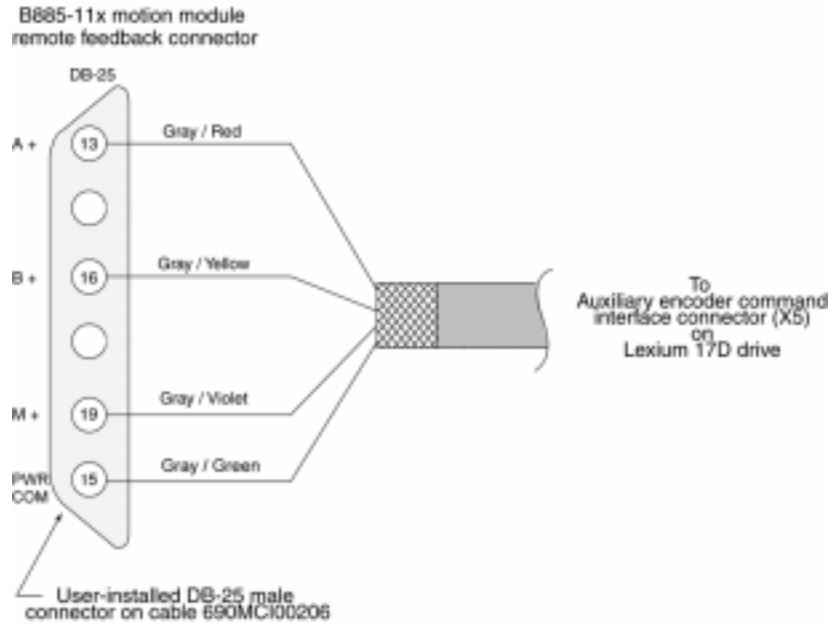 B885-11x motion module
remote feedback connector
DB-25
A +
13
Gray / Red
B +
16
Gray / Yellow
To
Auxiliary encoder command
interface connector (X5)
on
Lexium 17D drive
M +
19
Gray / Violet
PWR
COM
15
Gray / Green
User-installed DB-25 male
connector on cable 690MCI00206